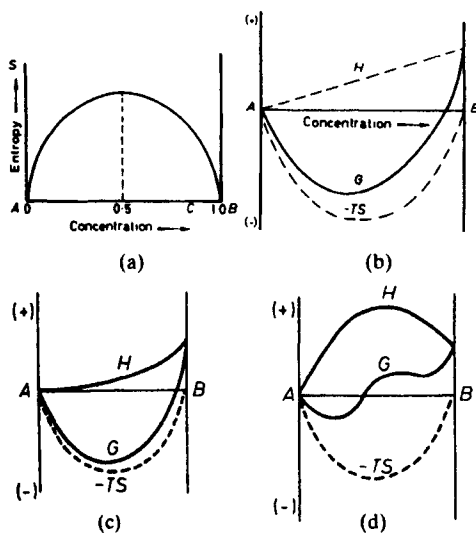 S
Entropy
A
0
0·5
C
1·0
B
Concentration
(a)
(+)
H
A
B
Concentration
G
-TS
(-)
(b)
(+)
H
A
B
G
-TS
(-)
(c)
(+)
H
G
A
B
-TS
(-)
(d)